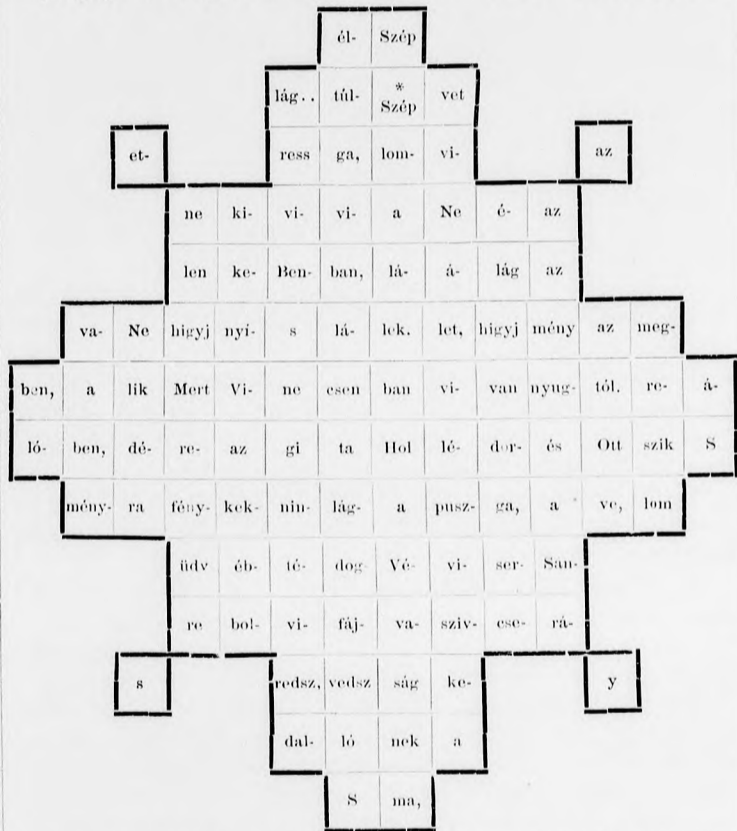 él- Szép
lág.. túl- * Szép vet
et- ress ga, lom- vi- az
ne ki- vi- vi- a Ne é- az
len ke- Ben- ban, lá- á- lág az
va- Ne higyj nyí- s lá- lek. let, higyj mény az meg-
ben, a lik Mert Vi- ne csen ban vi- van nyug- tól. re- á-
ló- ben, dé- re- az gi ta Hol lé- dor- és Ott szik S
mény- ra fény- kek- nin- lág- a pusz- ga, a ve, lom
üdv éb- té- dog- Vé- vi- ser- San-
re bol- vi- fáj- va- sziv- cse- rá-
s redsz, vedsz ság ke- y
dal- ló nek a
S ma,